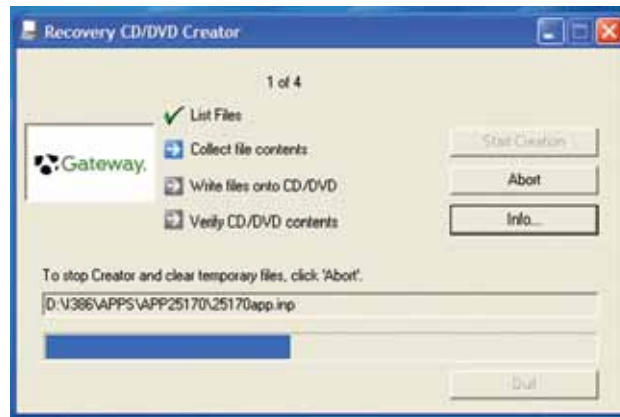 Recovery CD/DVD Creator
1 of 4
List Files
Collect file contents
Write files onto CD/DVD
Verify CD/DVD contents
Gateway.
Start Creation
Abort
Info...
To stop Creator and clear temporary files, click 'Abort'.
D:\I386\APPS\APP25170\25170app.inp
Quit